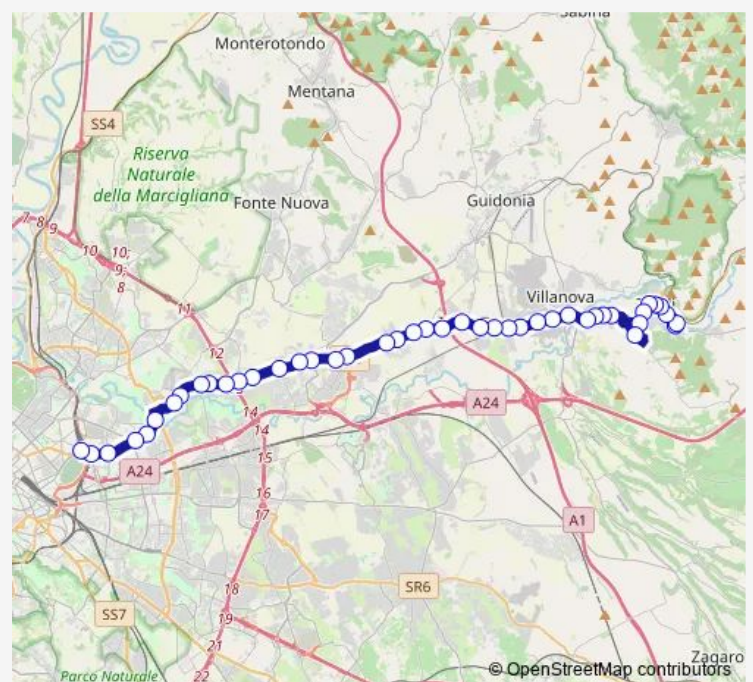 Sabina
Monterotondo
Mentana
SS4
Riserva
Naturale
della Marcigliana
Fonte Nuova
Guidonia
7 8 9
10
10;
9;
8
11
Villanova
12
14
14
A24
A24
15
16
17
A1
SR6
18
SS7
19
21
22
Parco Naturale
Zagaro
© OpenStreetMap contributors